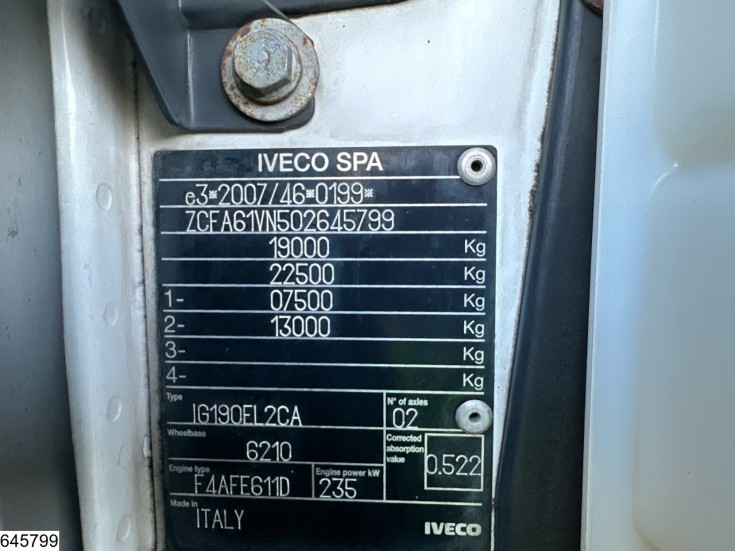 IVECO SPA
e3*2007/46*0199*
ZCFA61VN502645799
19000 Kg
22500 Kg
1- 07500 Kg
2- 13000 Kg
3- Kg
4- Kg
Type N° of axles
IG190EL2CA 02
Wheelbase Corrected absorption value
6210 0.522
Engine type Engine power kW
F4AFE611D 235
Made in
ITALY IVECO
645799